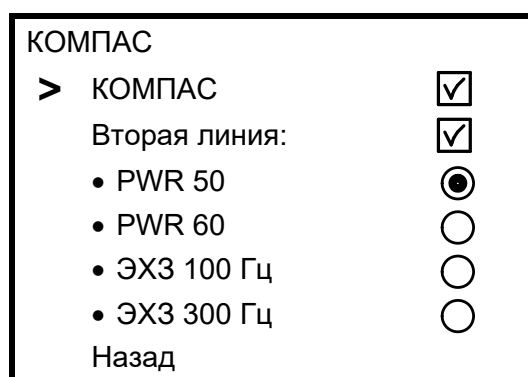 КОМПАС
> КОМПАС
Вторая линия:
• PWR 50
• PWR 60
• ЭХЗ 100 Гц
• ЭХЗ 300 Гц
Назад